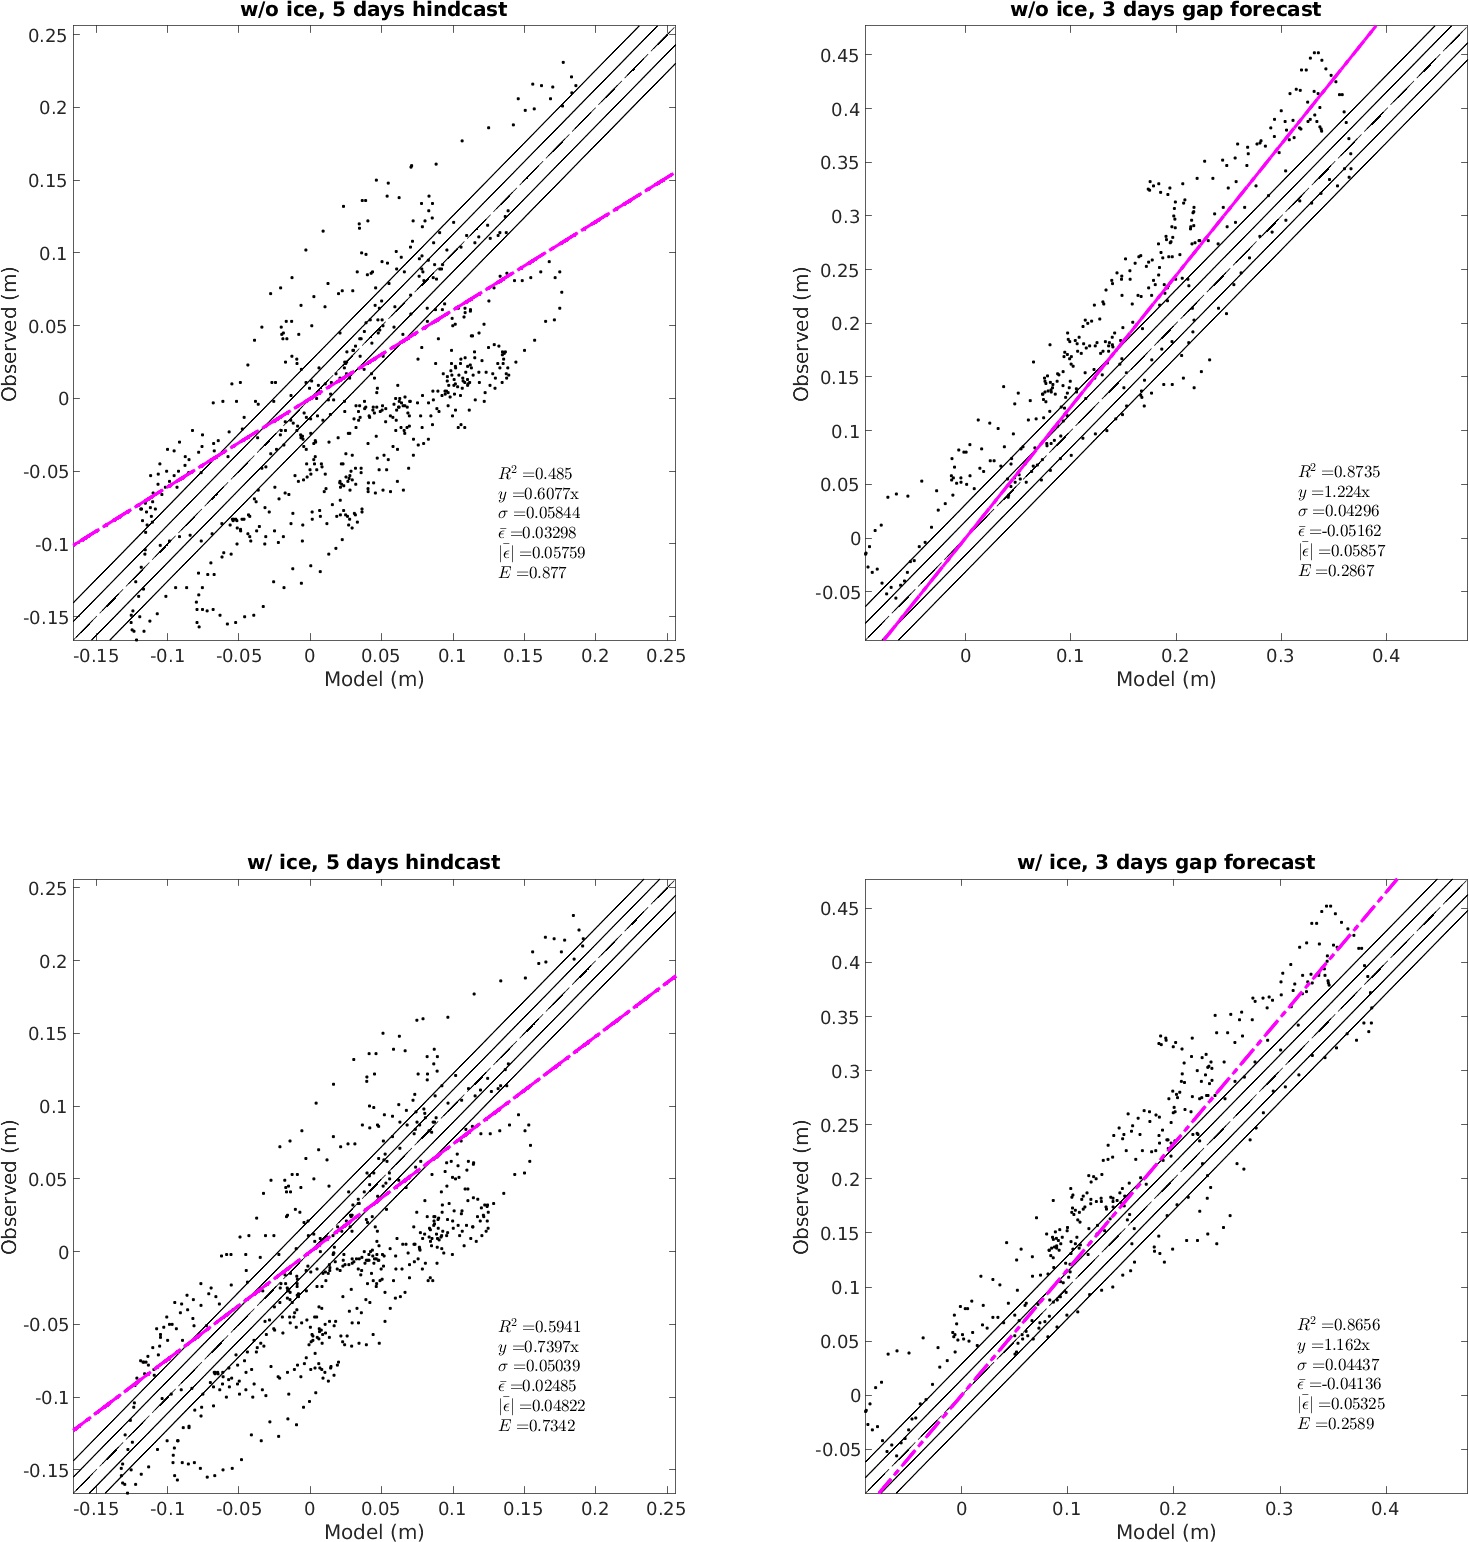 w/o ice, 5 days hindcast
0.25
0.2
0.15
0.1
0.05
0
-0.05
-0.1
-0.15
Observed (m)
R² =0.485
y =0.6077x
σ =0.05844
ϵ̄ =0.03298
|ϵ̄| =0.05759
E =0.877
-0.15 -0.1 -0.05 0 0.05 0.1 0.15 0.2 0.25
Model (m)
w/o ice, 3 days gap forecast
0.45
0.4
0.35
0.3
0.25
0.2
0.15
0.1
0.05
0
-0.05
Observed (m)
R² =0.8735
y =1.224x
σ =0.04296
ϵ̄ =-0.05162
|ϵ̄| =0.05857
E =0.2867
0 0.1 0.2 0.3 0.4
Model (m)
w/ ice, 5 days hindcast
0.25
0.2
0.15
0.1
0.05
0
-0.05
-0.1
-0.15
Observed (m)
R² =0.5941
y =0.7397x
σ =0.05039
ϵ̄ =0.02485
|ϵ̄| =0.04822
E =0.7342
-0.15 -0.1 -0.05 0 0.05 0.1 0.15 0.2 0.25
Model (m)
w/ ice, 3 days gap forecast
0.45
0.4
0.35
0.3
0.25
0.2
0.15
0.1
0.05
0
-0.05
Observed (m)
R² =0.8656
y =1.162x
σ =0.04437
ϵ̄ =-0.04136
|ϵ̄| =0.05325
E =0.2589
0 0.1 0.2 0.3 0.4
Model (m)